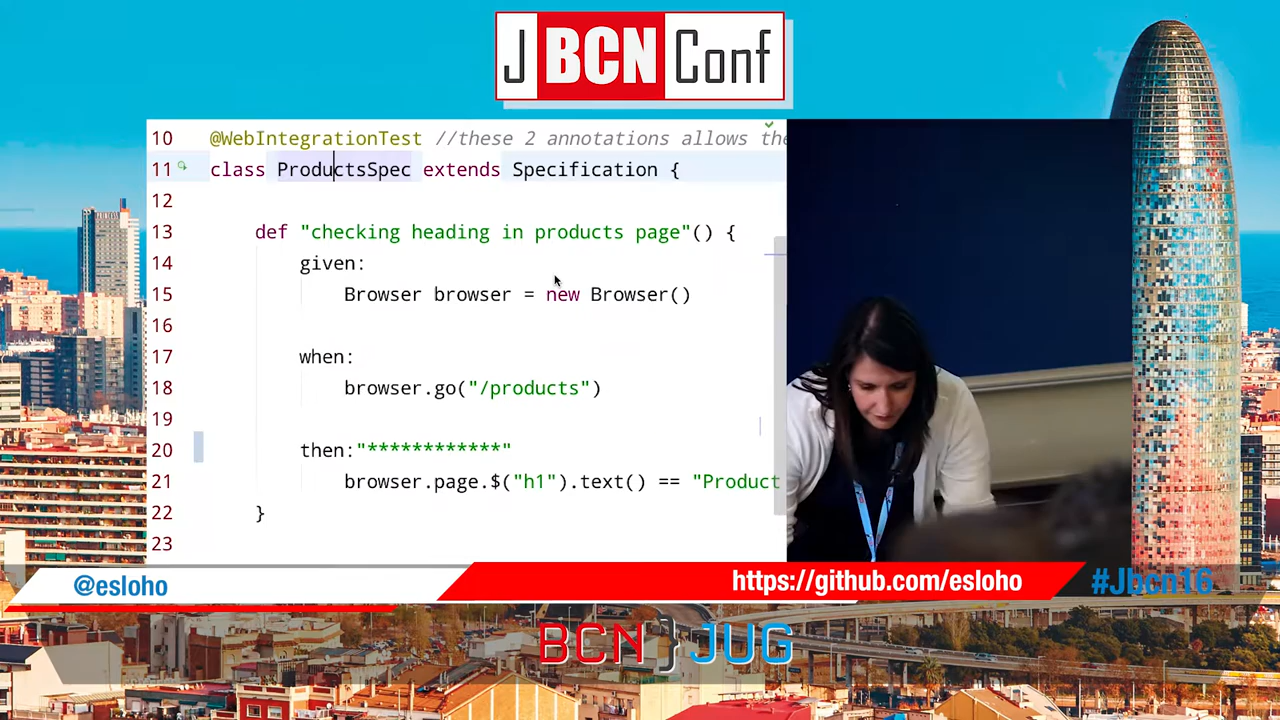 J BCN Conf
10 @WebIntegrationTest //these 2 annotations allows the
11 class ProductsSpec extends Specification {
12
13 def "checking heading in products page"() {
14 given:
15 Browser browser = new Browser()
16
17 when:
18 browser.go("/products")
19
20 then:"************"
21 browser.page.$("h1").text() == "Product
22 }
23
@esloho
https://github.com/esloho
#Jbcn16
BCN JUG